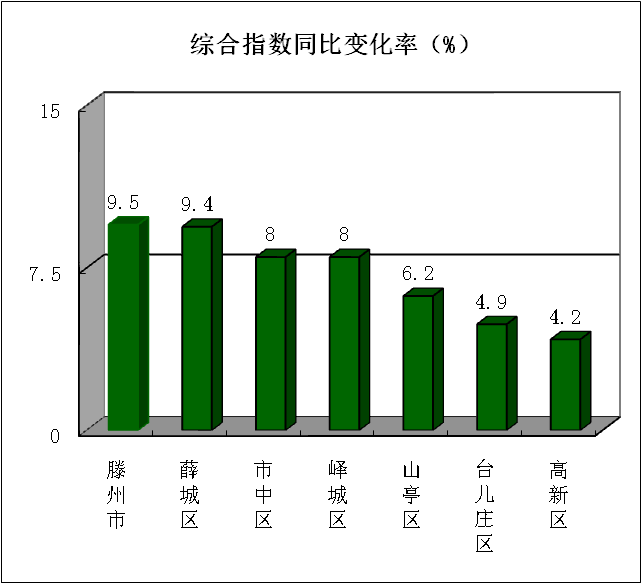 综合指数同比变化率（%）
15
7.5
0
9.5
9.4
8
8
6.2
4.9
4.2
滕州市
薛城区
市中区
峄城区
山亭区
台儿庄区
高新区